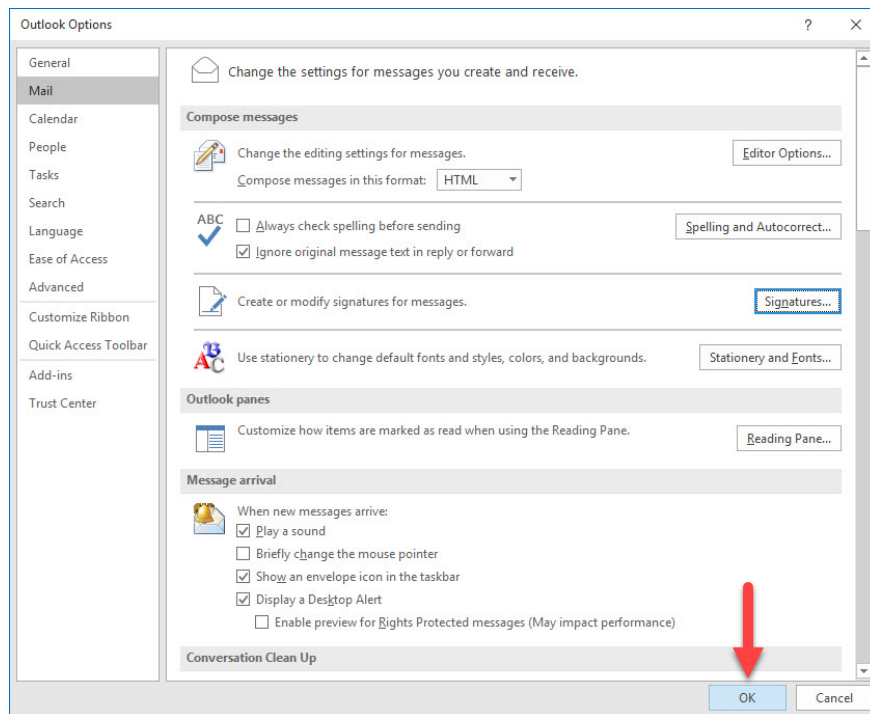 Outlook Options
?
×
General
Mail
Calendar
People
Tasks
Search
Language
Ease of Access
Advanced
Customize Ribbon
Quick Access Toolbar
Add-ins
Trust Center
Change the settings for messages you create and receive.
Compose messages
Change the editing settings for messages.
Editor Options...
Compose messages in this format: HTML
ABC
Always check spelling before sending
Spelling and Autocorrect...
Ignore original message text in reply or forward
Create or modify signatures for messages.
Signatures...
ABC
Use stationery to change default fonts and styles, colors, and backgrounds.
Stationery and Fonts...
Outlook panes
Customize how items are marked as read when using the Reading Pane.
Reading Pane...
Message arrival
When new messages arrive:
Play a sound
Briefly change the mouse pointer
Show an envelope icon in the taskbar
Display a Desktop Alert
Enable preview for Rights Protected messages (May impact performance)
Conversation Clean Up
OK
Cancel